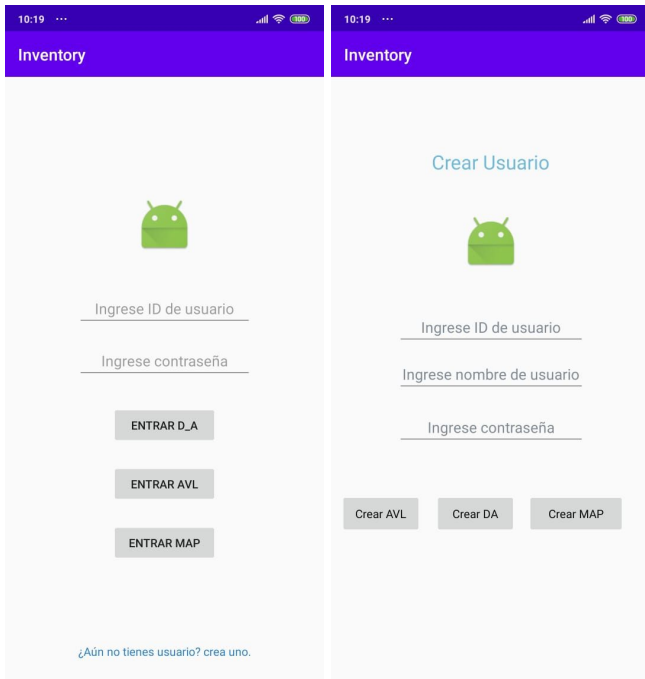 10:19 ...
100
Inventory
Ingrese ID de usuario
Ingrese contraseña
ENTRAR D_A
ENTRAR AVL
ENTRAR MAP
¿Aún no tienes usuario? crea uno.
10:19 ...
100
Inventory
Crear Usuario
Ingrese ID de usuario
Ingrese nombre de usuario
Ingrese contraseña
Crear AVL
Crear DA
Crear MAP